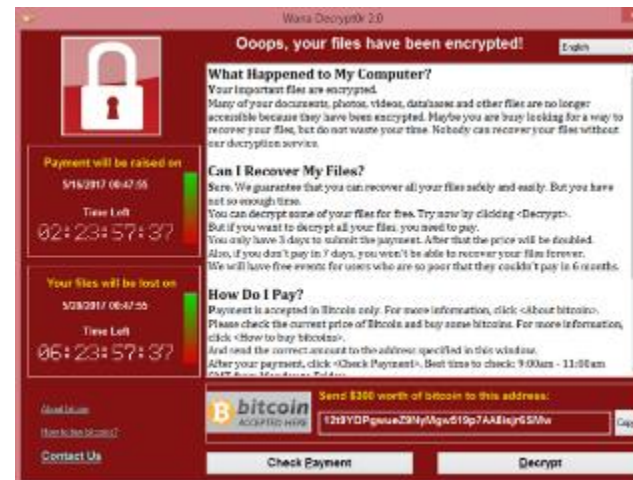 Wana Decrypt0r 2.0
Ooops, your files have been encrypted!
English
What Happened to My Computer?
Your important files are encrypted.
Many of your documents, photos, videos, databases and other files are no longer
accessible because they have been encrypted. Maybe you are busy looking for a way to
recover your files, but do not waste your time. Nobody can recover your files without
our decryption service.
Can I Recover My Files?
Sure. We guarantee that you can recover all your files safely and easily. But you have
not so enough time.
You can decrypt some of your files for free. Try now by clicking <Decrypt>.
But if you want to decrypt all your files, you need to pay.
You only have 3 days to submit the payment. After that the price will be doubled.
Also, if you don't pay in 7 days, you won't be able to recover your files forever.
We will have free events for users who are so poor that they couldn't pay in 6 months.
How Do I Pay?
Payment is accepted in Bitcoin only. For more information, click <About bitcoin>.
Please check the current price of Bitcoin and buy some bitcoins. For more information,
click <How to buy bitcoins>.
And send the correct amount to the address specified in this window.
After your payment, click <Check Payment>. Best time to check: 9:00am - 11:00am
GMT from Monday to Friday.
Payment will be raised on
5/16/2017 00:47:55
Time Left
02:23:57:37
Your files will be lost on
5/20/2017 00:47:55
Time Left
06:23:57:37
About bitcoin
How to buy bitcoins?
Contact Us
bitcoin
ACCEPTED HERE
Send $300 worth of bitcoin to this address:
Copy
Check Payment
Decrypt